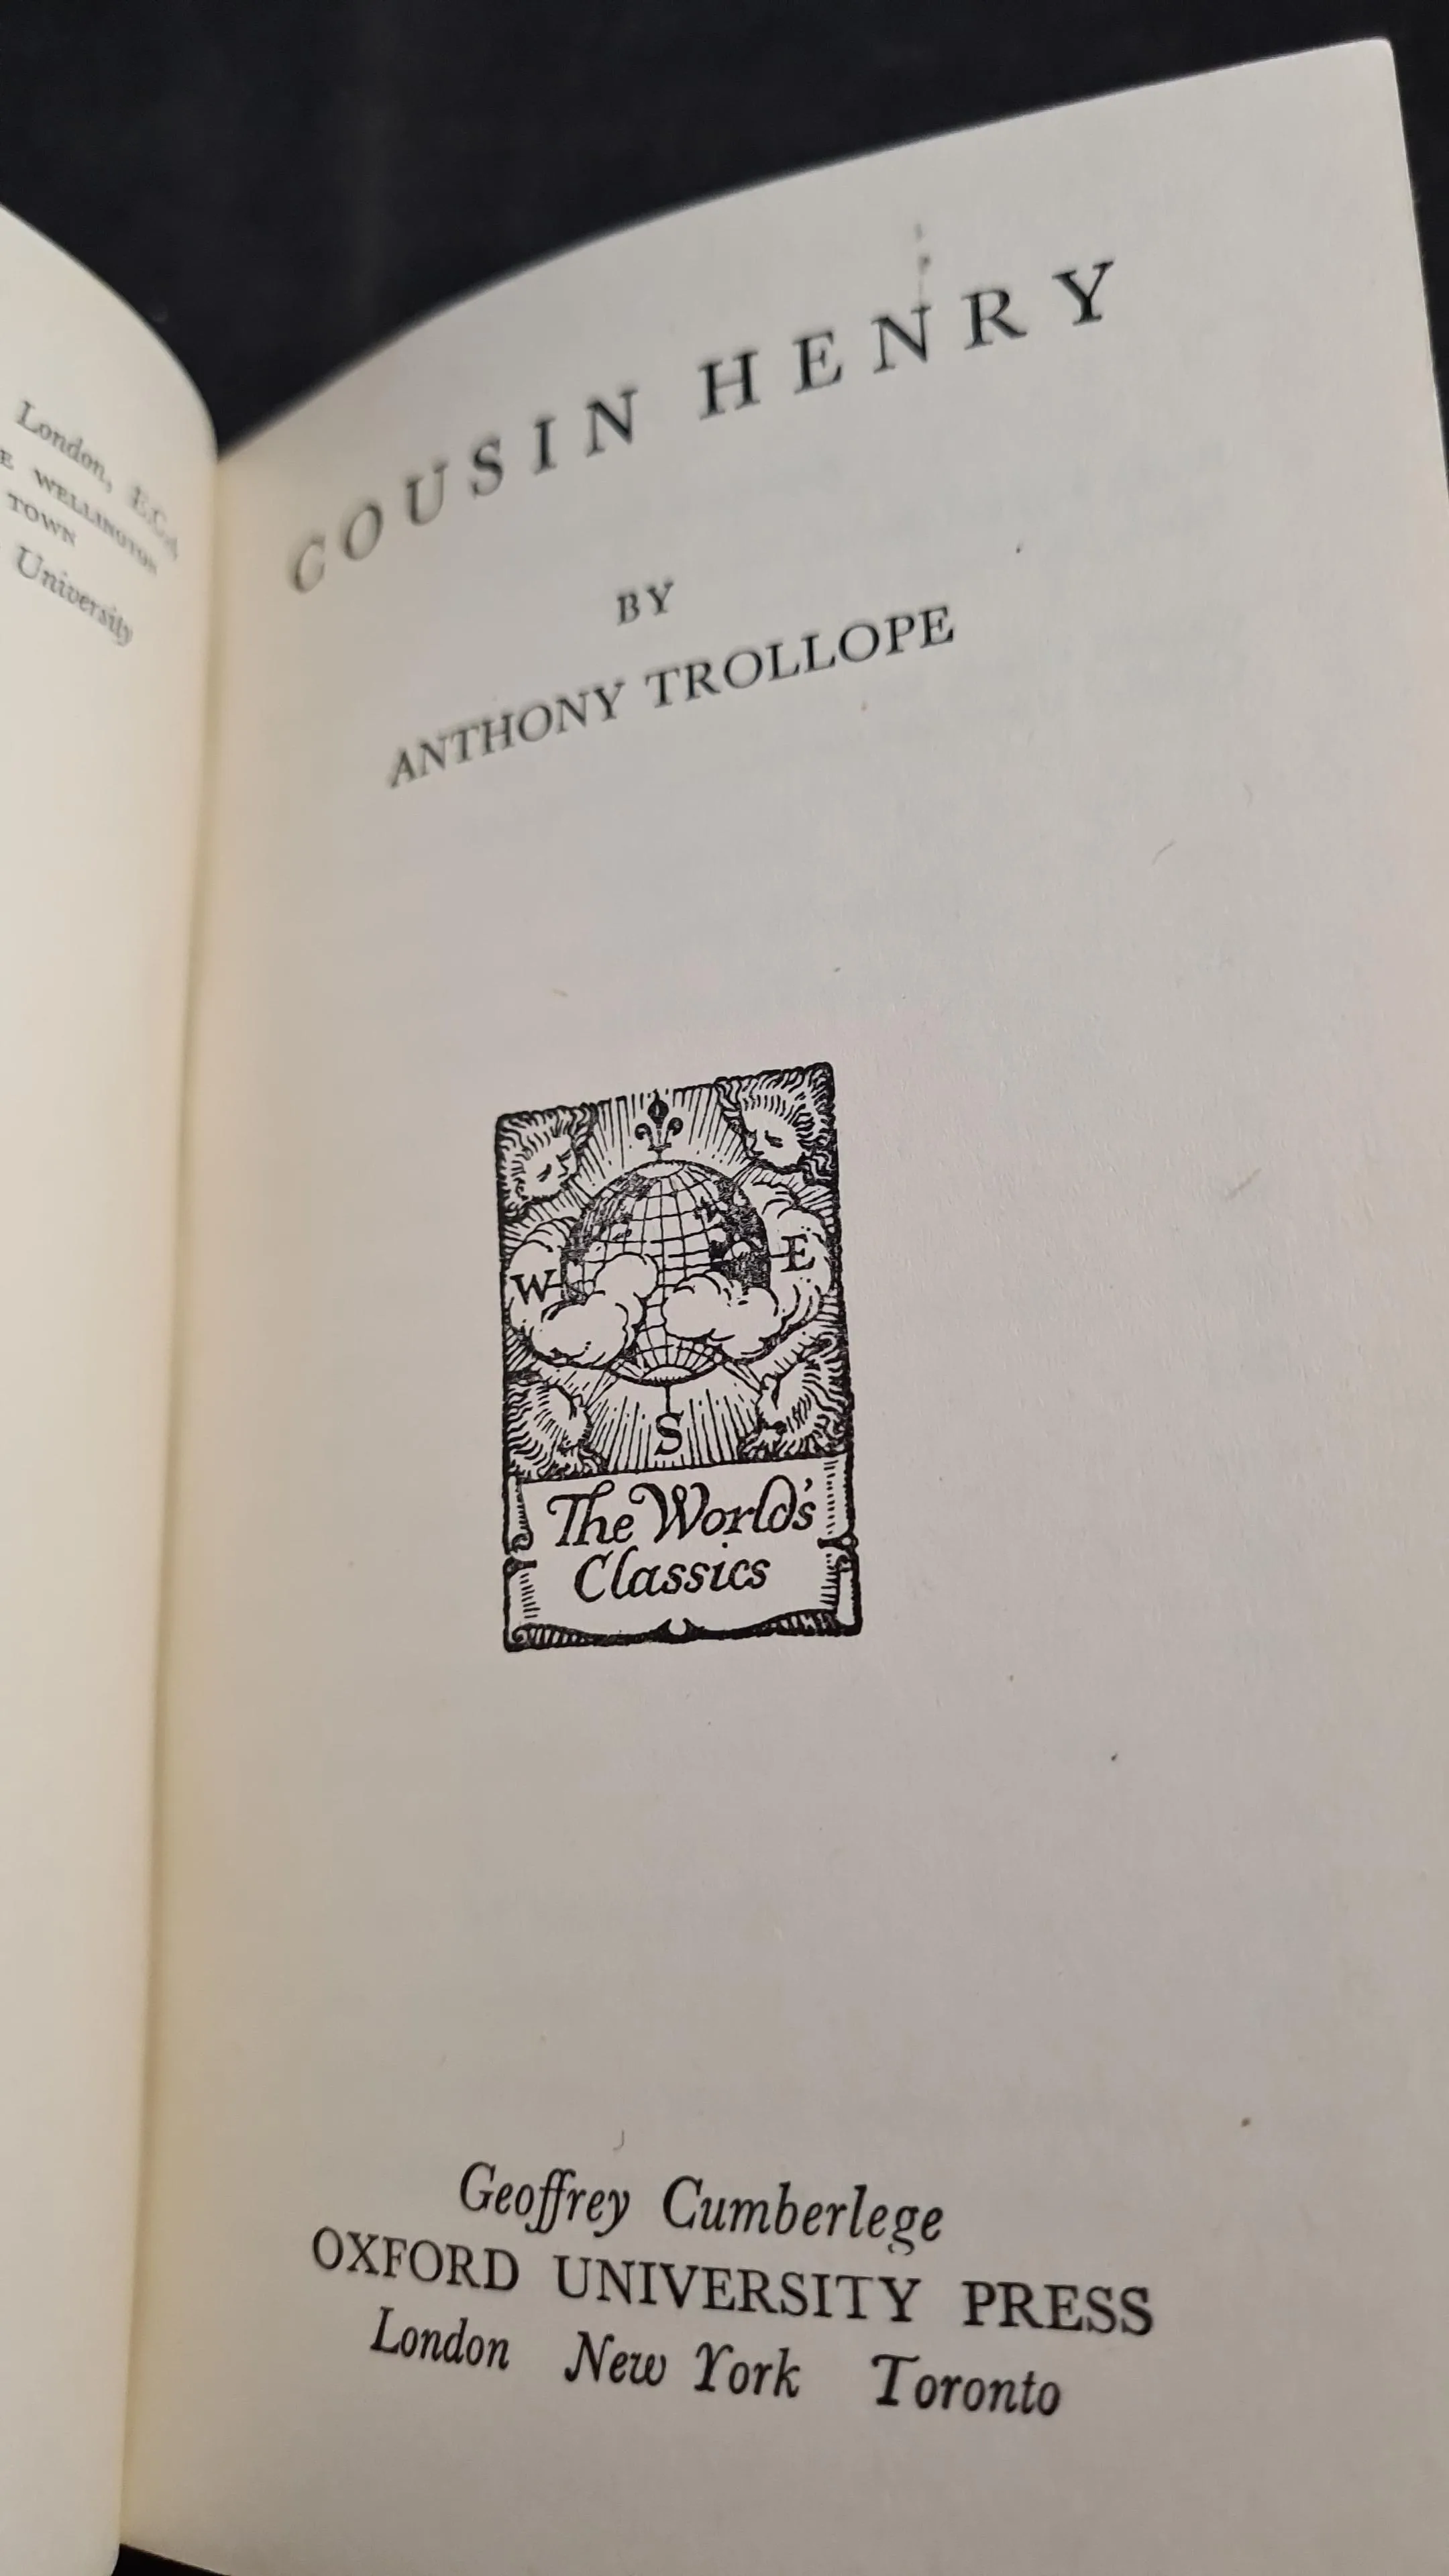 London, E.C.4
E WELLINGTON
TOWN
University
COUSIN HENRY
BY
ANTHONY TROLLOPE
W E
S
The World's
Classics
Geoffrey Cumberlege
OXFORD UNIVERSITY PRESS
London New York Toronto